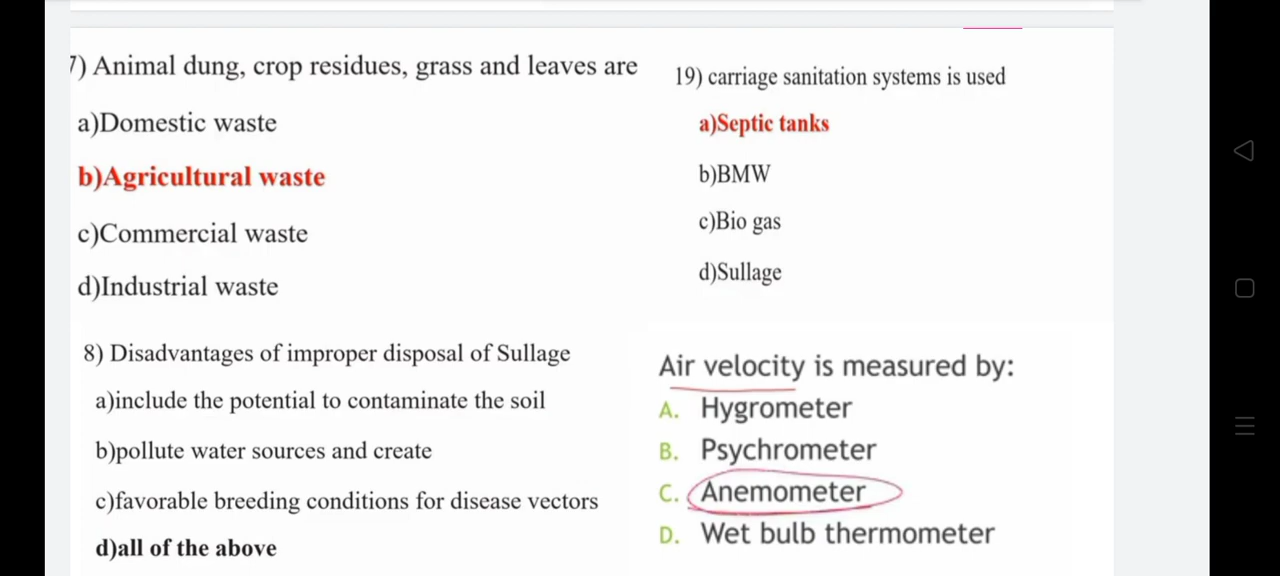 7) Animal dung, crop residues, grass and leaves are
a)Domestic waste
b)Agricultural waste
c)Commercial waste
d)Industrial waste
8) Disadvantages of improper disposal of Sullage
a)include the potential to contaminate the soil
b)pollute water sources and create
c)favorable breeding conditions for disease vectors
d)all of the above
19) carriage sanitation systems is used
a)Septic tanks
b)BMW
c)Bio gas
d)Sullage
Air velocity is measured by:
A. Hygrometer
B. Psychrometer
C. Anemometer
D. Wet bulb thermometer